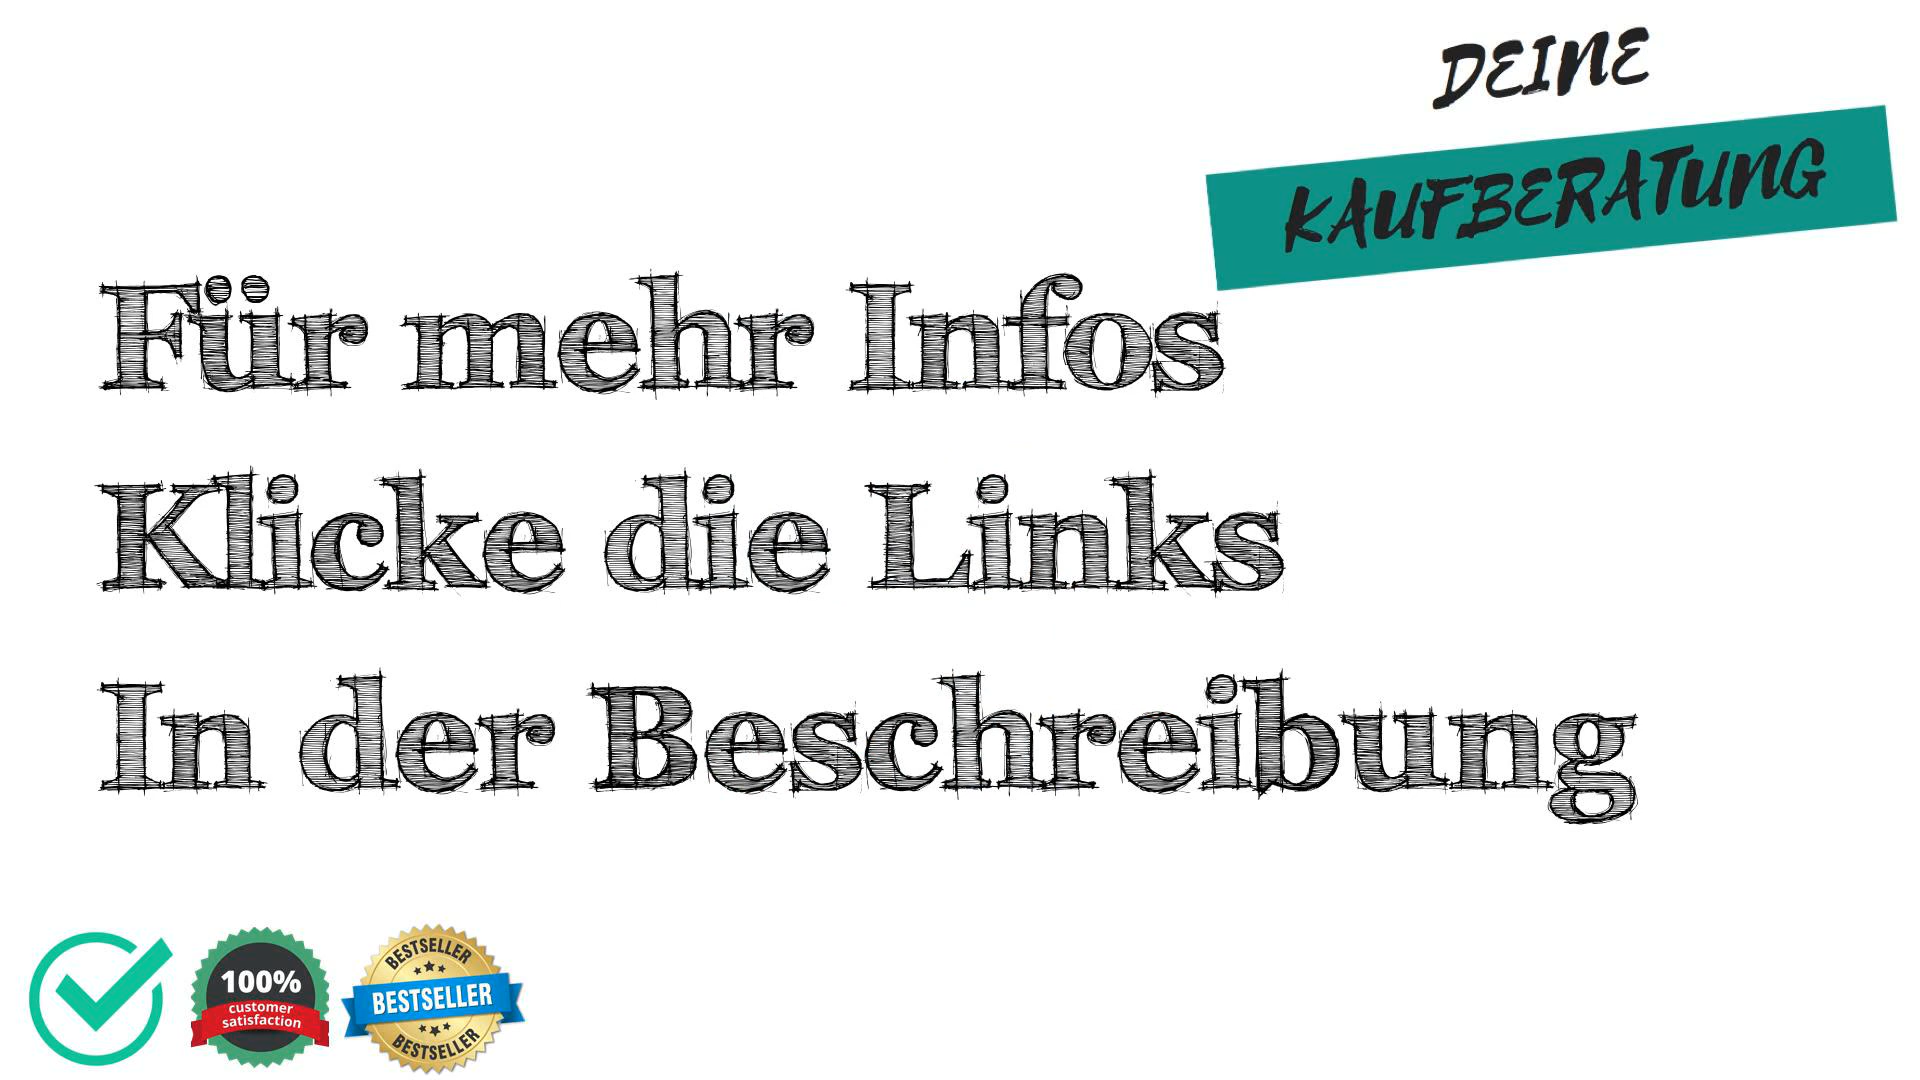 DEINE
KAUFBERATUNG
Für mehr Infos
Klicke die Links
In der Beschreibung
100%
customer
satisfaction
BESTSELLER
BESTSELLER
BESTSELLER